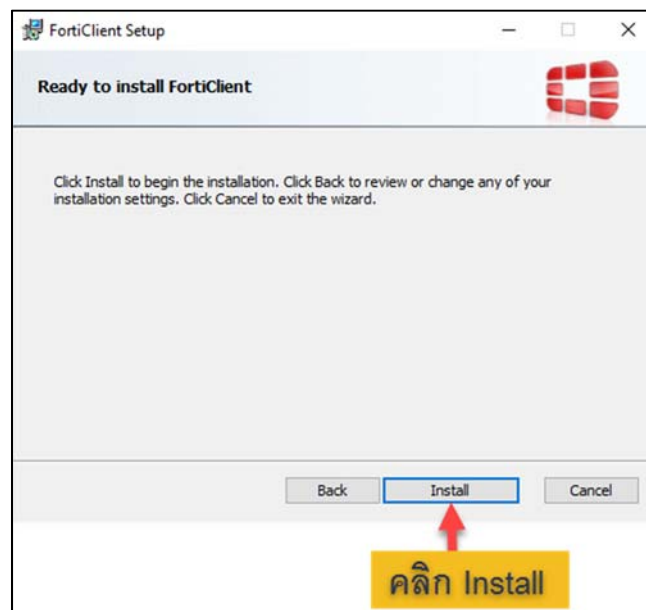 FortiClient Setup
Ready to install FortiClient
Click Install to begin the installation. Click Back to review or change any of your
installation settings. Click Cancel to exit the wizard.
Back Install Cancel
คลิก Install